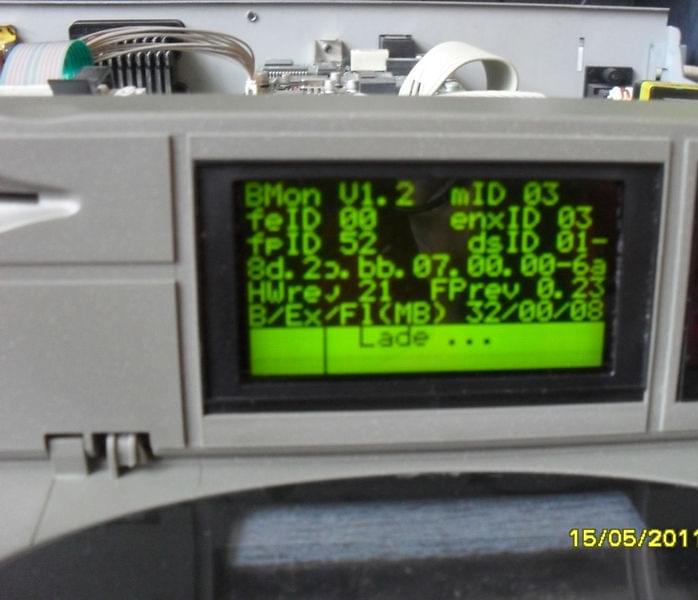 BMon V1.2 mID 03
feID 00 enxID 03
fpID 52 dsID 01-
8d.2b.bb.07.00.00-6a
HWrev 21 FPrev 0.23
B/Ex/Fl(MB) 32/00/08
Lade ...
15/05/2011